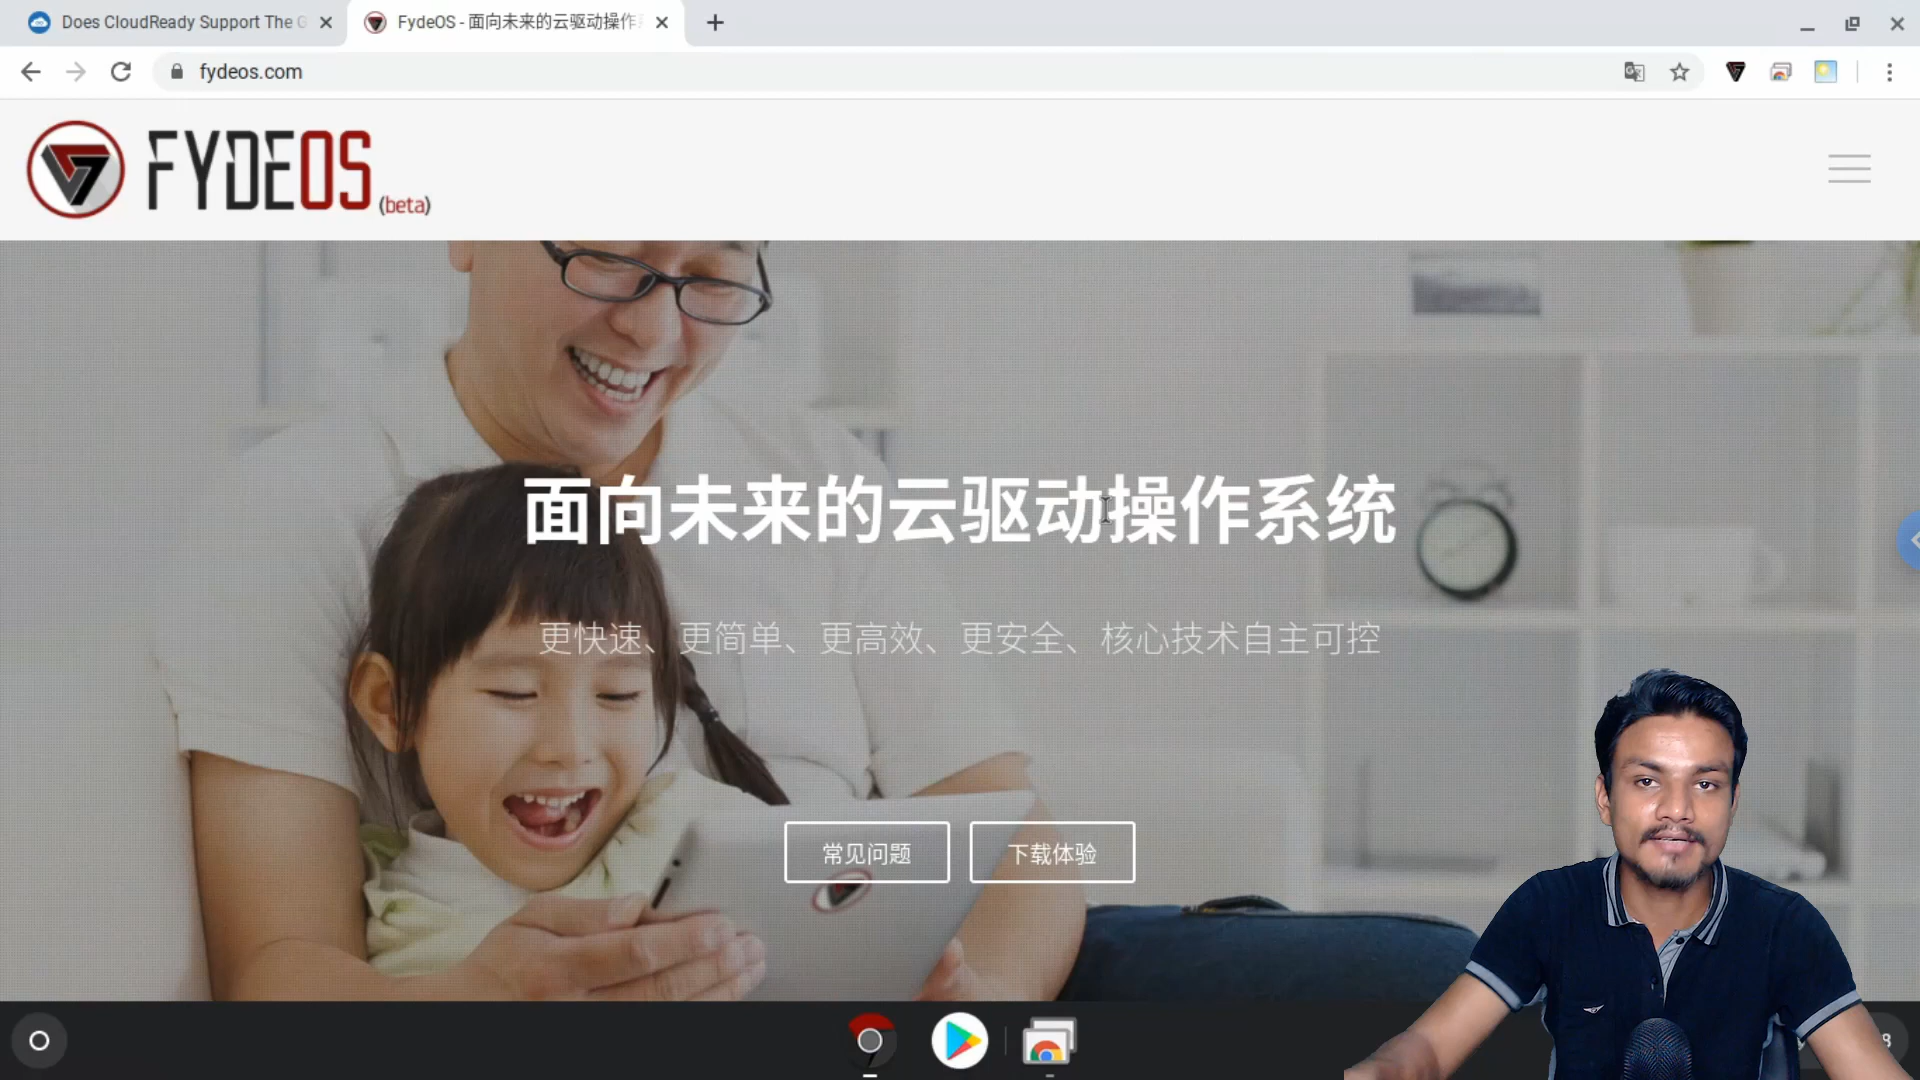 Does CloudReady Support The G
FydeOS - 面向未来的云驱动操作
fydeos.com
FYDEOS (beta)
面向未来的云驱动操作系统
更快速、更简单、更高效、更安全、核心技术自主可控
常见问题
下载体验
8